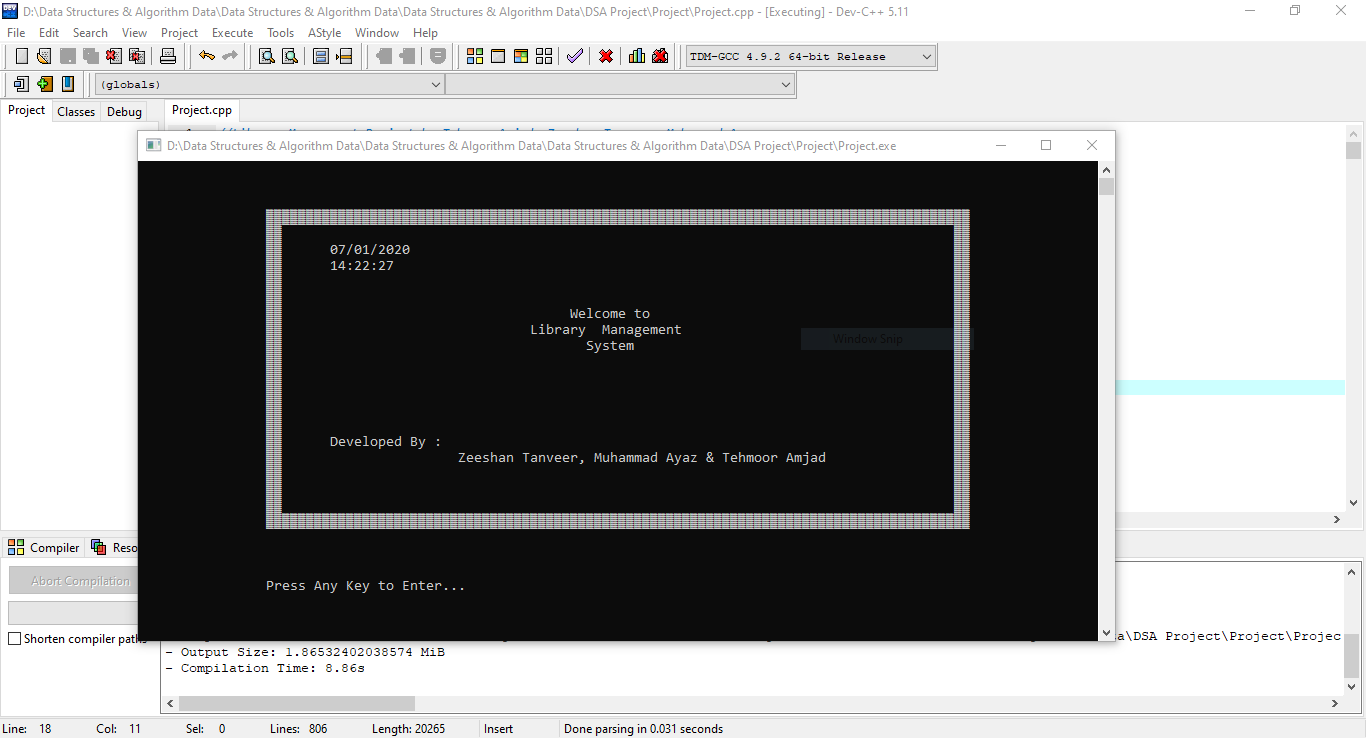 D:\Data Structures & Algorithm Data\Data Structures & Algorithm Data\Data Structures & Algorithm Data\DSA Project\Project\Project.cpp - [Executing] - Dev-C++ 5.11
File Edit Search View Project Execute Tools AStyle Window Help
TDM-GCC 4.9.2 64-bit Release
(globals)
Project Classes Debug
Project.cpp
D:\Data Structures & Algorithm Data\Data Structures & Algorithm Data\Data Structures & Algorithm Data\DSA Project\Project\Project.exe
07/01/2020
14:22:27
Welcome to
Library  Management
System
Window Snip
Developed By :
Zeeshan Tanveer, Muhammad Ayaz & Tehmoor Amjad
Press Any Key to Enter...
Compiler Reso
Abort Compilation
Shorten compiler paths
a\DSA Project\Project\Projec
- Output Size: 1.86532402038574 MiB
- Compilation Time: 8.86s
Line: 18 Col: 11 Sel: 0 Lines: 806 Length: 20265 Insert Done parsing in 0.031 seconds